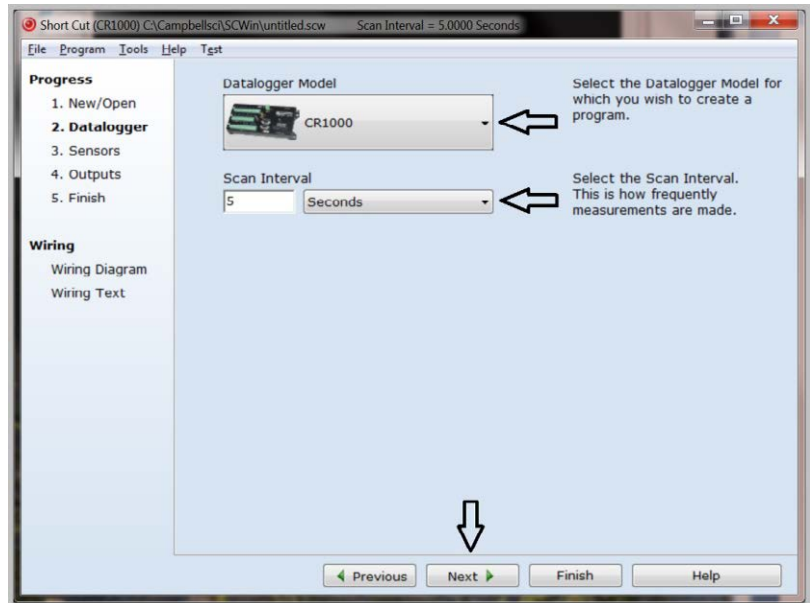 Short Cut (CR1000) C:\Campbellsci\SCWin\untitled.scw Scan Interval = 5.0000 Seconds
File Program Tools Help Test
Progress
1. New/Open
2. Datalogger
3. Sensors
4. Outputs
5. Finish
Wiring
Wiring Diagram
Wiring Text
Datalogger Model
CR1000
Select the Datalogger Model for
which you wish to create a
program.
Scan Interval
5 Seconds
Select the Scan Interval.
This is how frequently
measurements are made.
Previous Next Finish Help